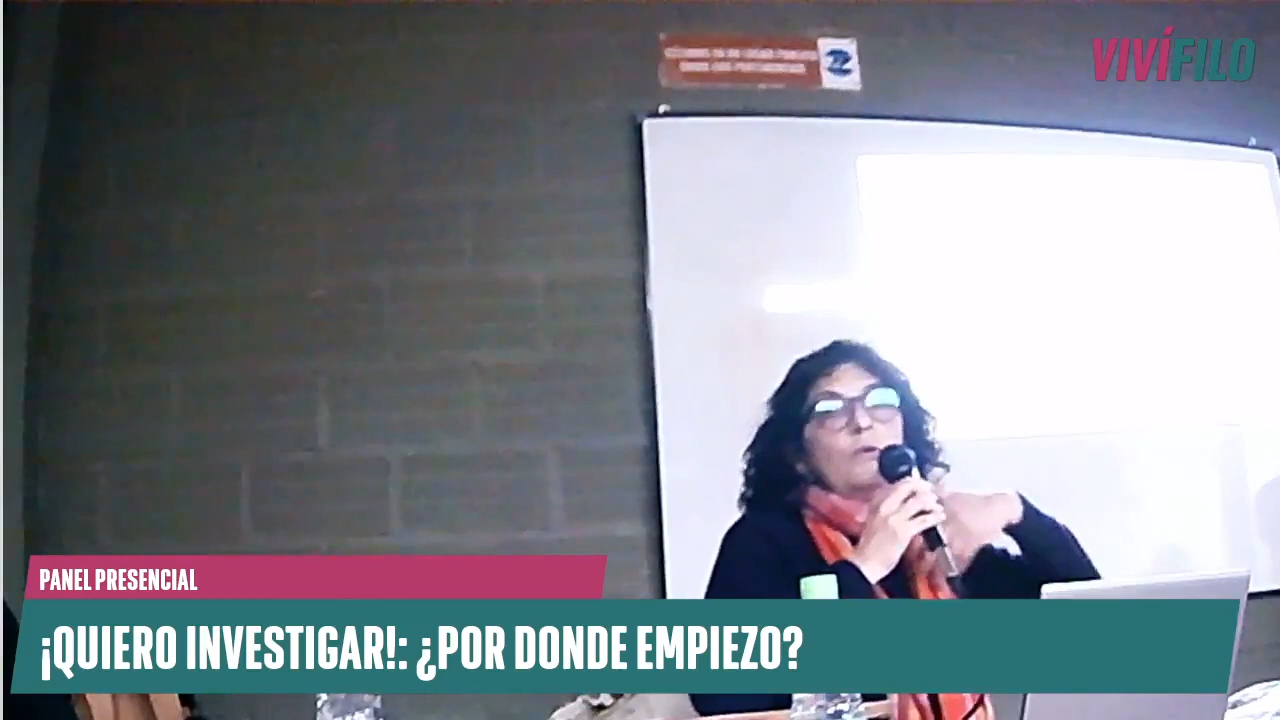 VIVÍFILO
PANEL PRESENCIAL
¡QUIERO INVESTIGAR!: ¿POR DONDE EMPIEZO?